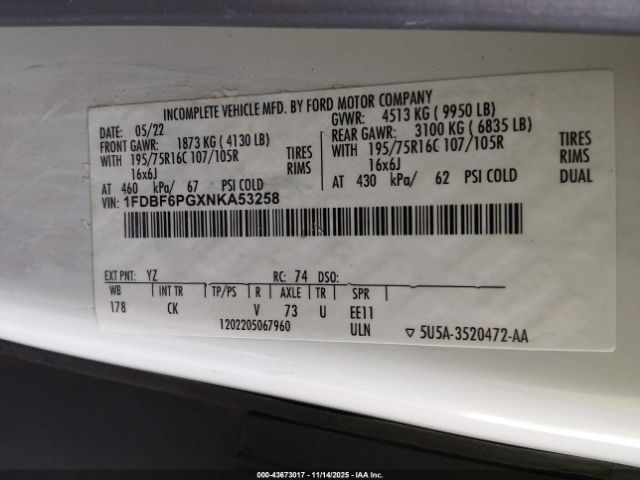 INCOMPLETE VEHICLE MFD. BY FORD MOTOR COMPANY
DATE: 05/22
GVWR: 4513 KG ( 9950 LB)
FRONT GAWR: 1873 KG ( 4130 LB)
REAR GAWR: 3100 KG ( 6835 LB)
WITH 195/75R16C 107/105R TIRES
WITH 195/75R16C 107/105R TIRES
16x6J RIMS
16x6J RIMS
AT 460 kPa/ 67 PSI COLD
AT 430 kPa/ 62 PSI COLD DUAL
VIN: 1FDBF6PGXNKA53258
EXT PNT: YZ RC: 74 DSO:
WB INT TR TP/PS R AXLE TR SPR
178 CK V 73 U EE11
1202205067960 ULN ▽ 5U5A-3520472-AA
000-43673017 - 11/14/2025 - IAAI Inc.